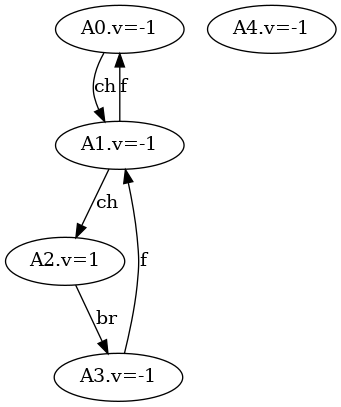 A0.v=-1 A4.v=-1
ch f
A1.v=-1
ch
A2.v=1
f
br
A3.v=-1